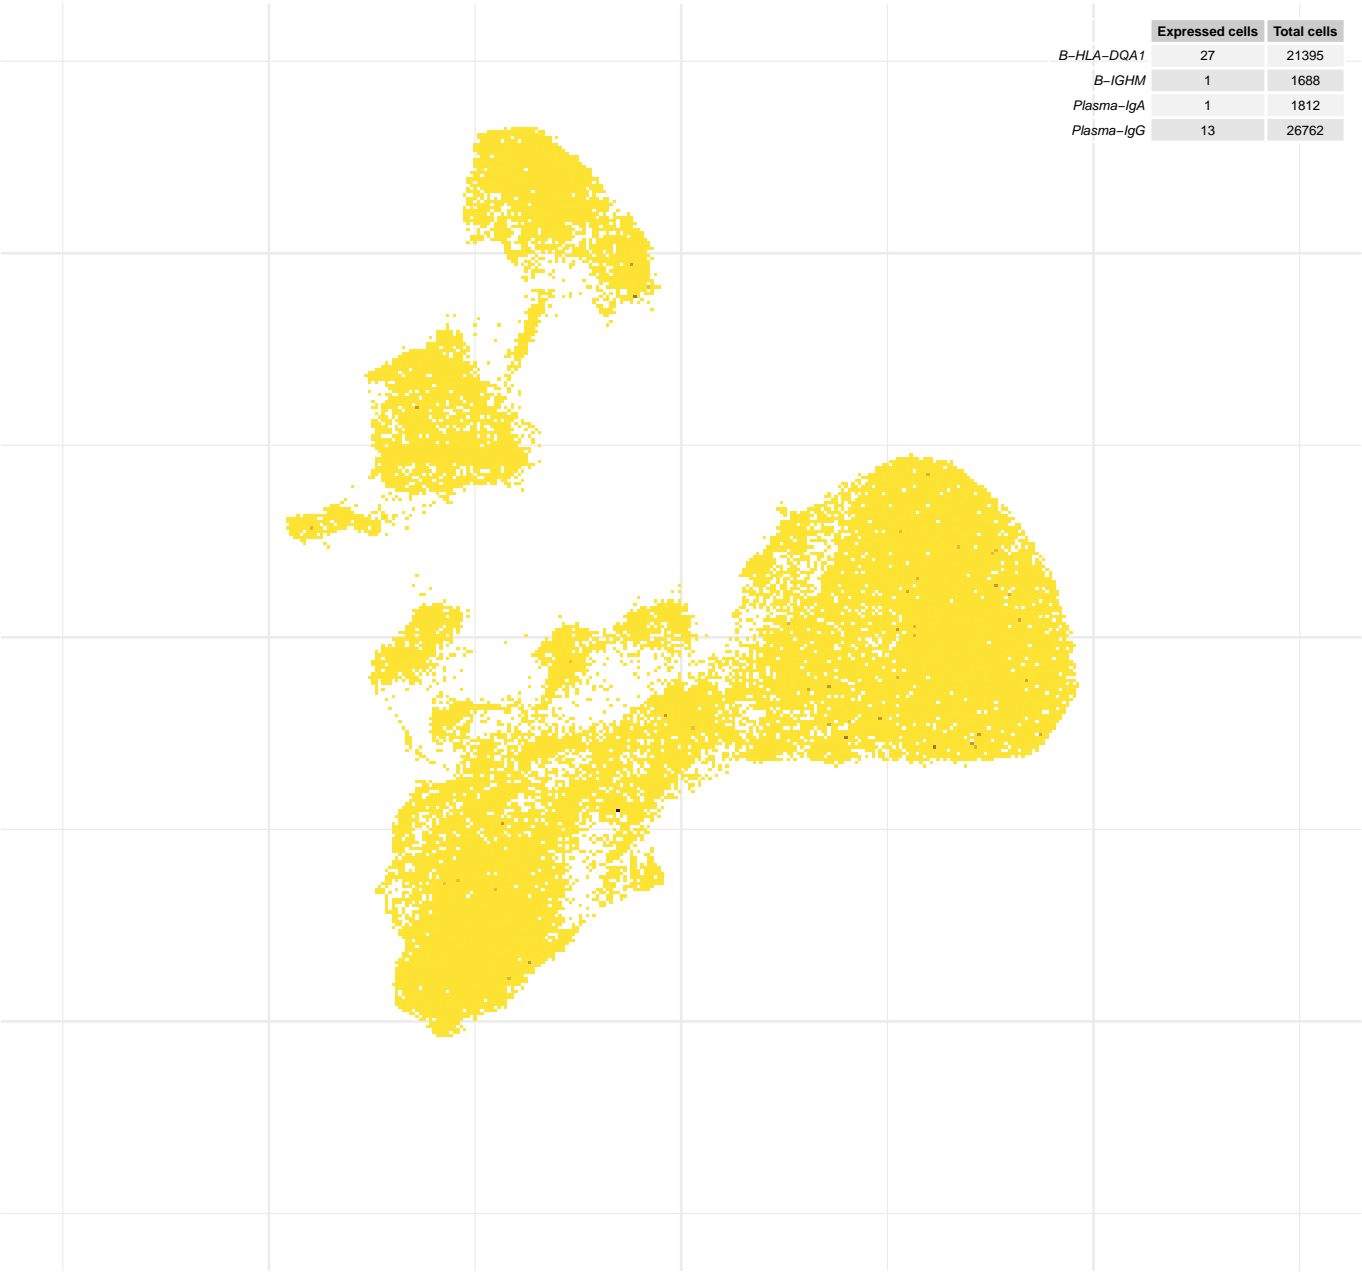 Expressed cells Total cells
B−HLA−DQA1 27 21395
B−IGHM 1 1688
Plasma−IgA 1 1812
Plasma−IgG 13 26762